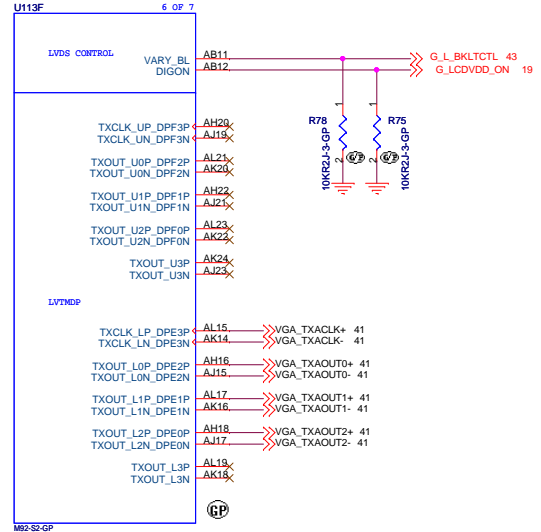 U113F 6 OF 7
LVDS CONTROL
VARY_BL AB11 G_L_BKLTCTL 43
DIGON AB12 G_LCDVDD_ON 19
R78 R75
1 1
10KR2J-3-GP 10KR2J-3-GP
2 G/P 2 G/P
TXCLK_UP_DPF3P AH20
TXCLK_UN_DPF3N AJ19
TXOUT_U0P_DPF2P AL21
TXOUT_U0N_DPF2N AK20
TXOUT_U1P_DPF1P AH22
TXOUT_U1N_DPF1N AJ21
TXOUT_U2P_DPF0P AL23
TXOUT_U2N_DPF0N AK22
TXOUT_U3P AK24
TXOUT_U3N AJ23
LVTMDP
TXCLK_LP_DPE3P AL15 VGA_TXACLK+ 41
TXCLK_LN_DPE3N AK14 VGA_TXACLK- 41
TXOUT_L0P_DPE2P AH16 VGA_TXAOUT0+ 41
TXOUT_L0N_DPE2N AJ15 VGA_TXAOUT0- 41
TXOUT_L1P_DPE1P AL17 VGA_TXAOUT1+ 41
TXOUT_L1N_DPE1N AK16 VGA_TXAOUT1- 41
TXOUT_L2P_DPE0P AH18 VGA_TXAOUT2+ 41
TXOUT_L2N_DPE0N AJ17 VGA_TXAOUT2- 41
TXOUT_L3P AL19
TXOUT_L3N AK18
GP
M92-S2-GP